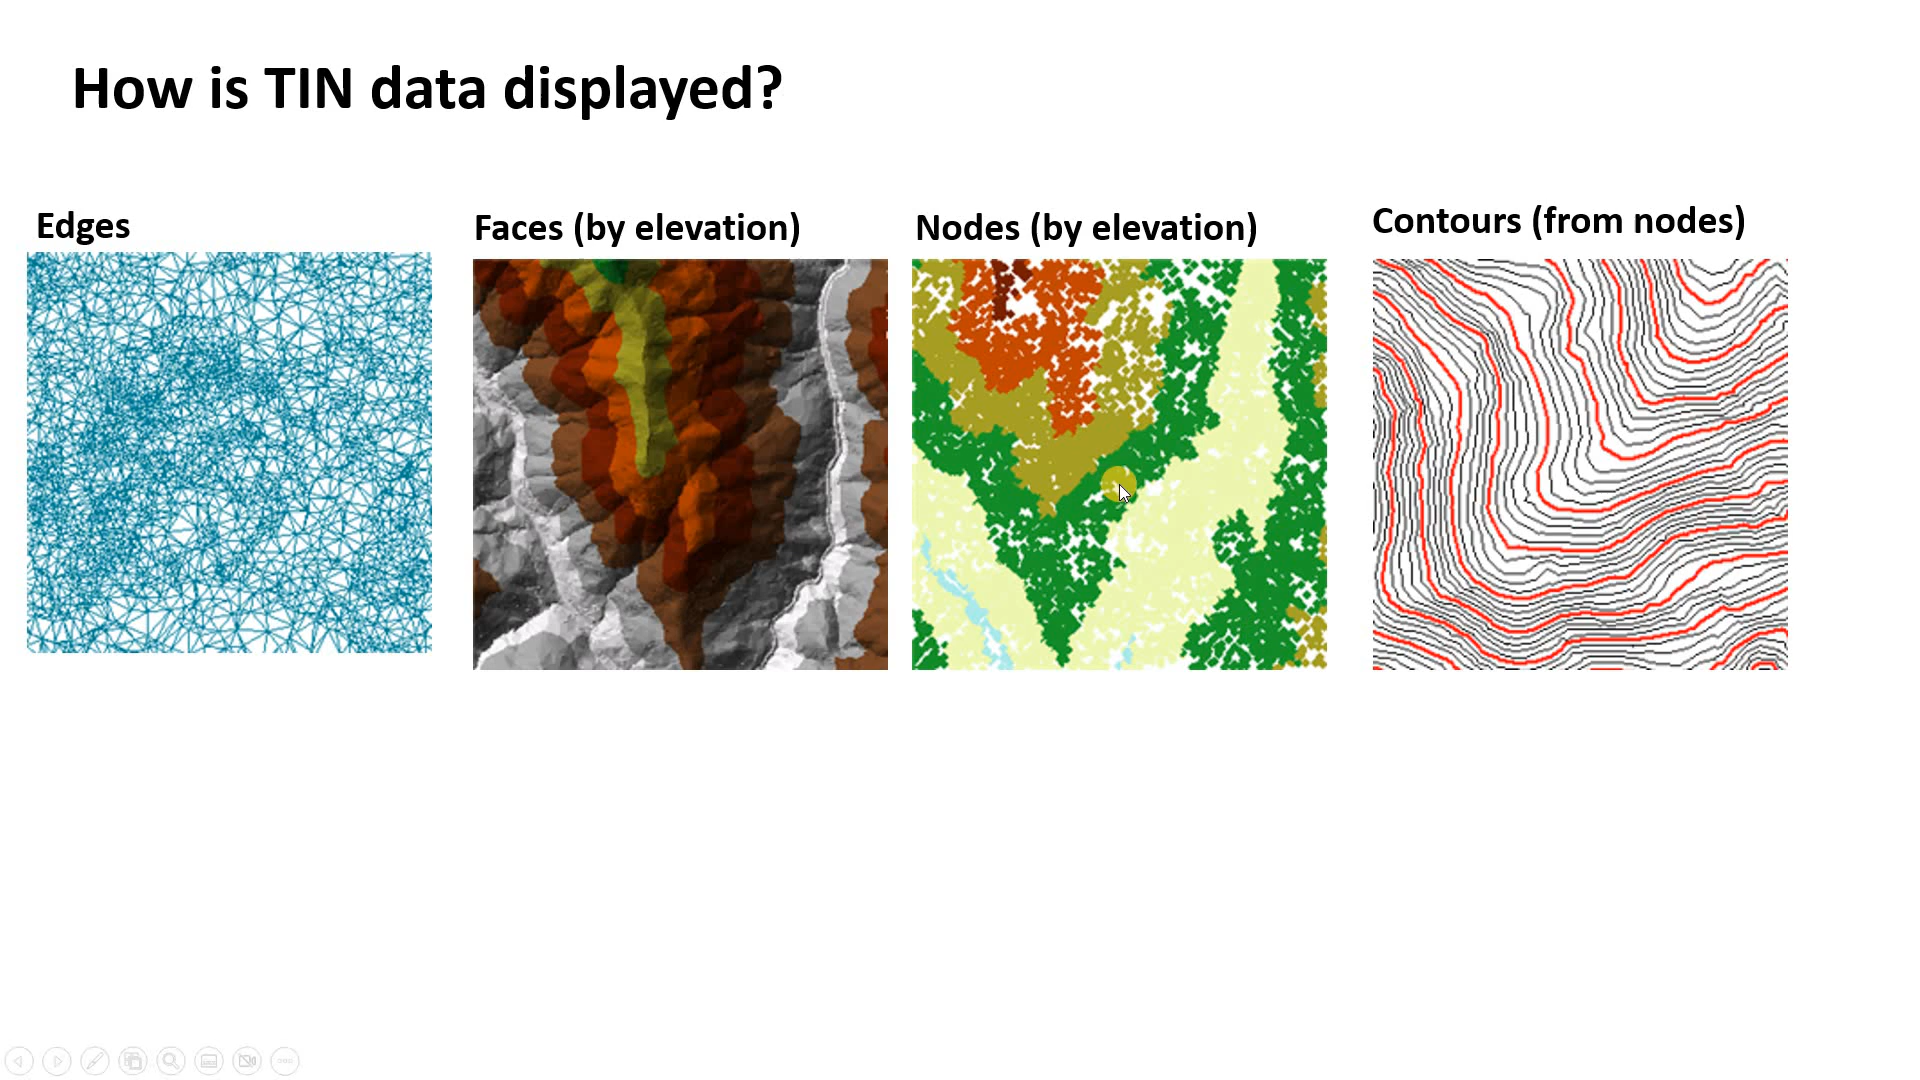 How is TIN data displayed?
Edges
Faces (by elevation)
Nodes (by elevation)
Contours (from nodes)